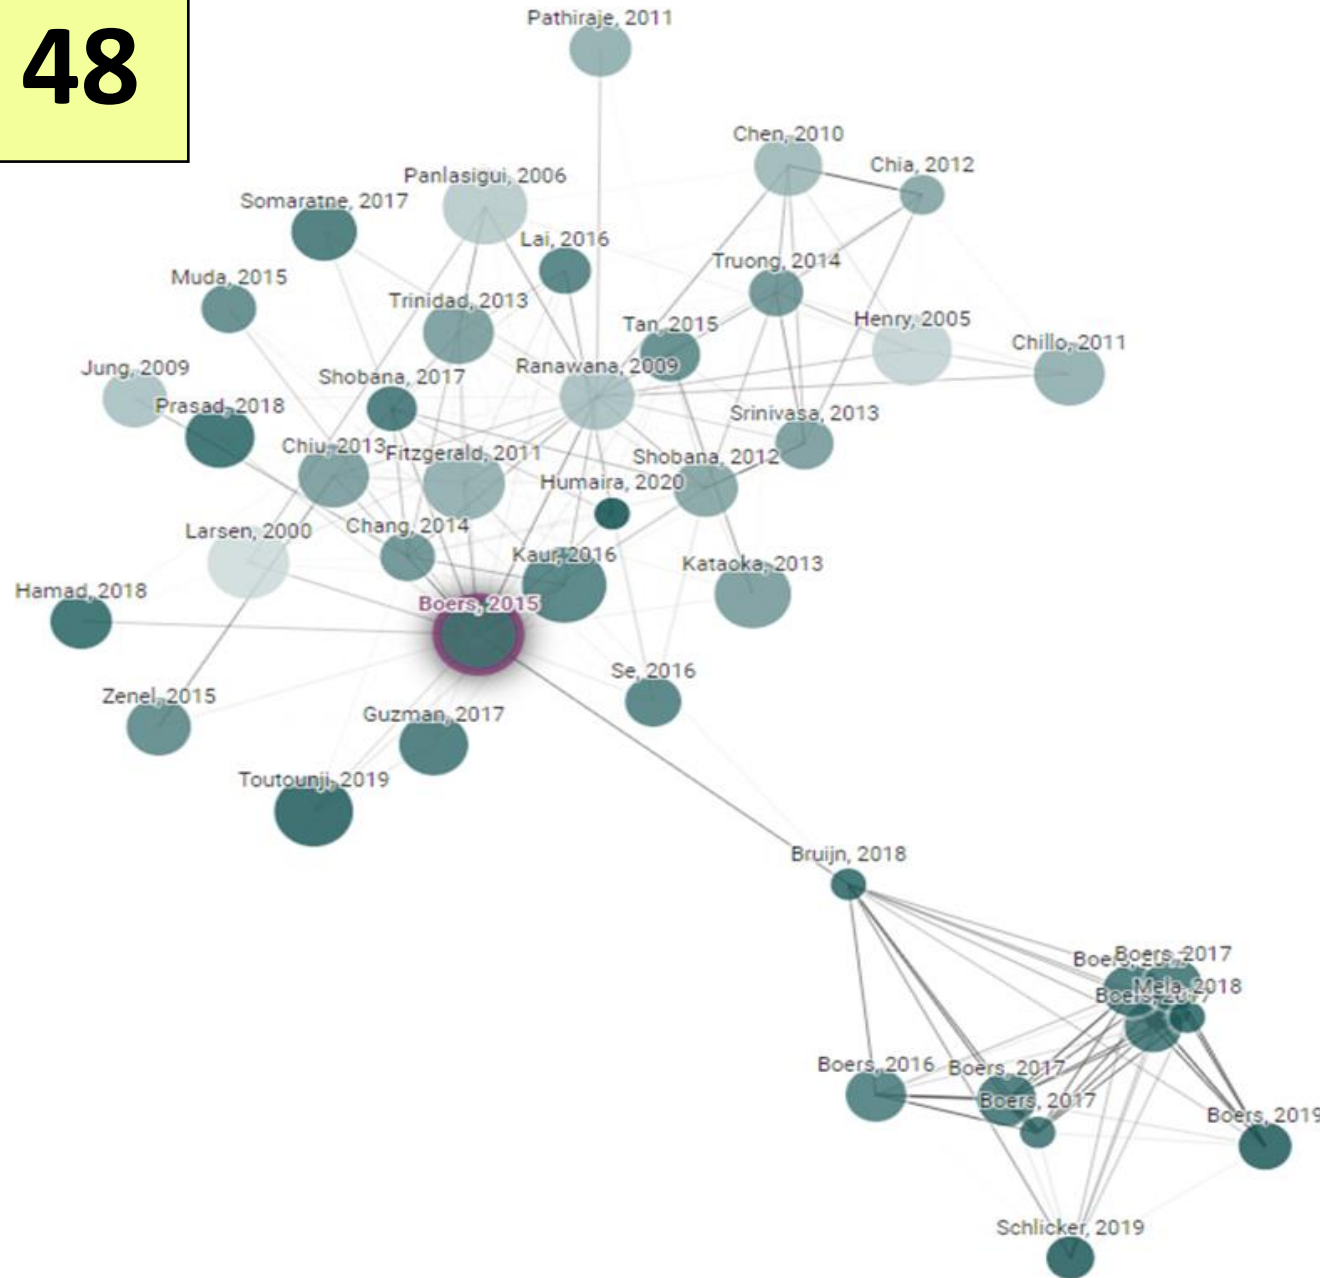 48
Pathiraje, 2011
Chen, 2010
Chia, 2012
Panlasigui, 2006
Somaratne, 2017
Lai, 2016
Truong, 2014
Muda, 2015
Trinidad, 2013
Tan, 2015
Henry, 2005
Chillo, 2011
Jung, 2009
Shobana, 2017
Ranawana, 2009
Prasad, 2018
Srinivasa, 2013
Chiu, 2013
Fitzgerald, 2011
Shobana, 2012
Humaira, 2020
Larsen, 2000
Chang, 2014
Kaur, 2016
Kataoka, 2013
Hamad, 2018
Boers, 2015
Se, 2016
Zenel, 2015
Guzman, 2017
Toutounji, 2019
Bruijn, 2018
Boers, 2017
Boers,
Mela, 2018
Boers, 2017
Boers, 2016
Boers, 2017
Boers, 2017
Boers, 2019
Schlicker, 2019